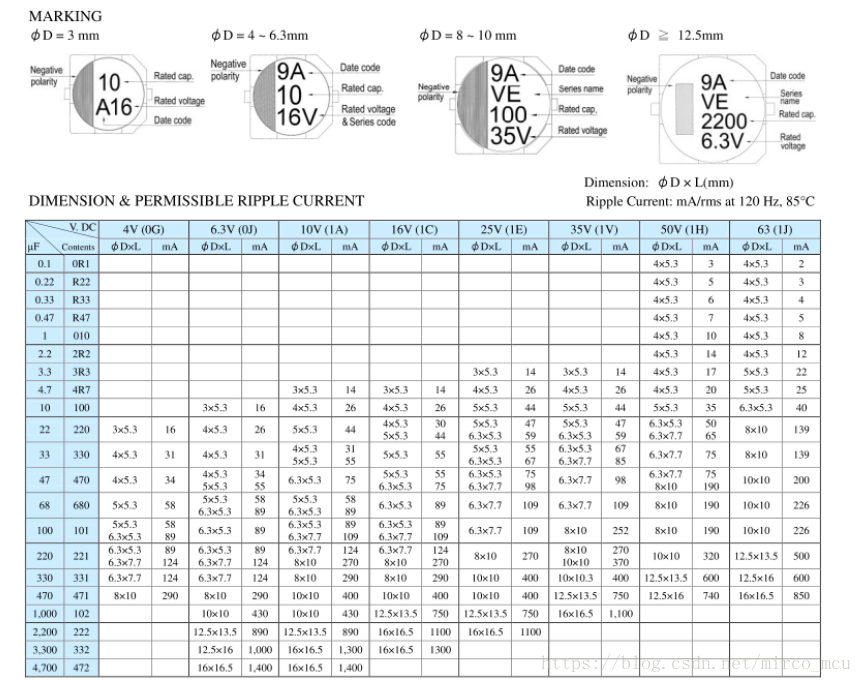 MARKING
ϕD = 3 mm ϕD = 4 ~ 6.3mm ϕD = 8 ~ 10 mm ϕD ≧ 12.5mm
Negative polarity
10
A16
Rated cap.
Rated voltage
Date code
Negative polarity
9A
10
16V
Date code
Rated cap.
Rated voltage & Series code
Negative polarity
9A
VE
100
35V
Date code
Series name
Rated cap.
Rated voltage
Negative polarity
9A
VE
2200
6.3V
Date code
Series name
Rated cap.
Rated voltage
Dimension: ϕD × L(mm)
DIMENSION & PERMISSIBLE RIPPLE CURRENT
Ripple Current: mA/rms at 120 Hz, 85°C
V. DC 4V (0G) 6.3V (0J) 10V (1A) 16V (1C) 25V (1E) 35V (1V) 50V (1H) 63 (1J)
μF Contents ϕD×L mA ϕD×L mA ϕD×L mA ϕD×L mA ϕD×L mA ϕD×L mA ϕD×L mA ϕD×L mA
0.1 0R1 4×5.3 3 4×5.3 2
0.22 R22 4×5.3 5 4×5.3 3
0.33 R33 4×5.3 6 4×5.3 4
0.47 R47 4×5.3 7 4×5.3 5
1 010 4×5.3 10 4×5.3 8
2.2 2R2 4×5.3 14 4×5.3 12
3.3 3R3 3×5.3 14 3×5.3 14 4×5.3 17 5×5.3 22
4.7 4R7 3×5.3 14 3×5.3 14 4×5.3 26 4×5.3 26 4×5.3 20 5×5.3 25
10 100 3×5.3 16 4×5.3 26 4×5.3 26 5×5.3 44 5×5.3 44 5×5.3 35 6.3×5.3 40
22 220 3×5.3 16 4×5.3 26 5×5.3 44 4×5.3 30 5×5.3 47 5×5.3 47 6.3×5.3 50 8×10 139
5×5.3 44 6.3×5.3 59 6.3×5.3 59 6.3×7.7 65
33 330 4×5.3 31 4×5.3 31 4×5.3 31 5×5.3 55 5×5.3 55 6.3×5.3 67 6.3×7.7 75 8×10 139
5×5.3 55 6.3×5.3 67 6.3×7.7 85
47 470 4×5.3 34 4×5.3 34 6.3×5.3 75 5×5.3 55 6.3×5.3 75 6.3×7.7 98 6.3×7.7 75 10×10 200
5×5.3 55 6.3×5.3 75 6.3×7.7 98 8×10 190
68 680 5×5.3 58 5×5.3 58 5×5.3 58 6.3×5.3 89 6.3×7.7 109 6.3×7.7 109 8×10 190 10×10 226
6.3×5.3 89 6.3×5.3 89
100 101 5×5.3 58 6.3×5.3 89 6.3×5.3 89 6.3×5.3 89 6.3×7.7 109 8×10 252 8×10 190 10×10 226
6.3×5.3 89 6.3×7.7 109 6.3×7.7 109
220 221 6.3×5.3 89 6.3×5.3 89 6.3×7.7 124 6.3×7.7 124 8×10 270 8×10 270 10×10 320 12.5×13.5 500
6.3×7.7 124 6.3×7.7 124 8×10 270 8×10 270 10×10 370
330 331 6.3×7.7 124 6.3×7.7 124 8×10 290 8×10 290 10×10 400 10×10.3 400 12.5×13.5 600 12.5×16 600
470 471 8×10 290 8×10 290 10×10 400 10×10 400 10×10 400 12.5×13.5 750 12.5×16 740 16×16.5 850
1,000 102 10×10 430 10×10 430 12.5×13.5 750 12.5×13.5 750 16×16.5 1,100
2,200 222 12.5×13.5 890 12.5×13.5 890 16×16.5 1100 16×16.5 1100
3,300 332 12.5×16 1,000 16×16.5 1,300 16×16.5 1300
4,700 472 16×16.5 1,400 16×16.5 1,400
https://blog.csdn.net/mirco_mcu